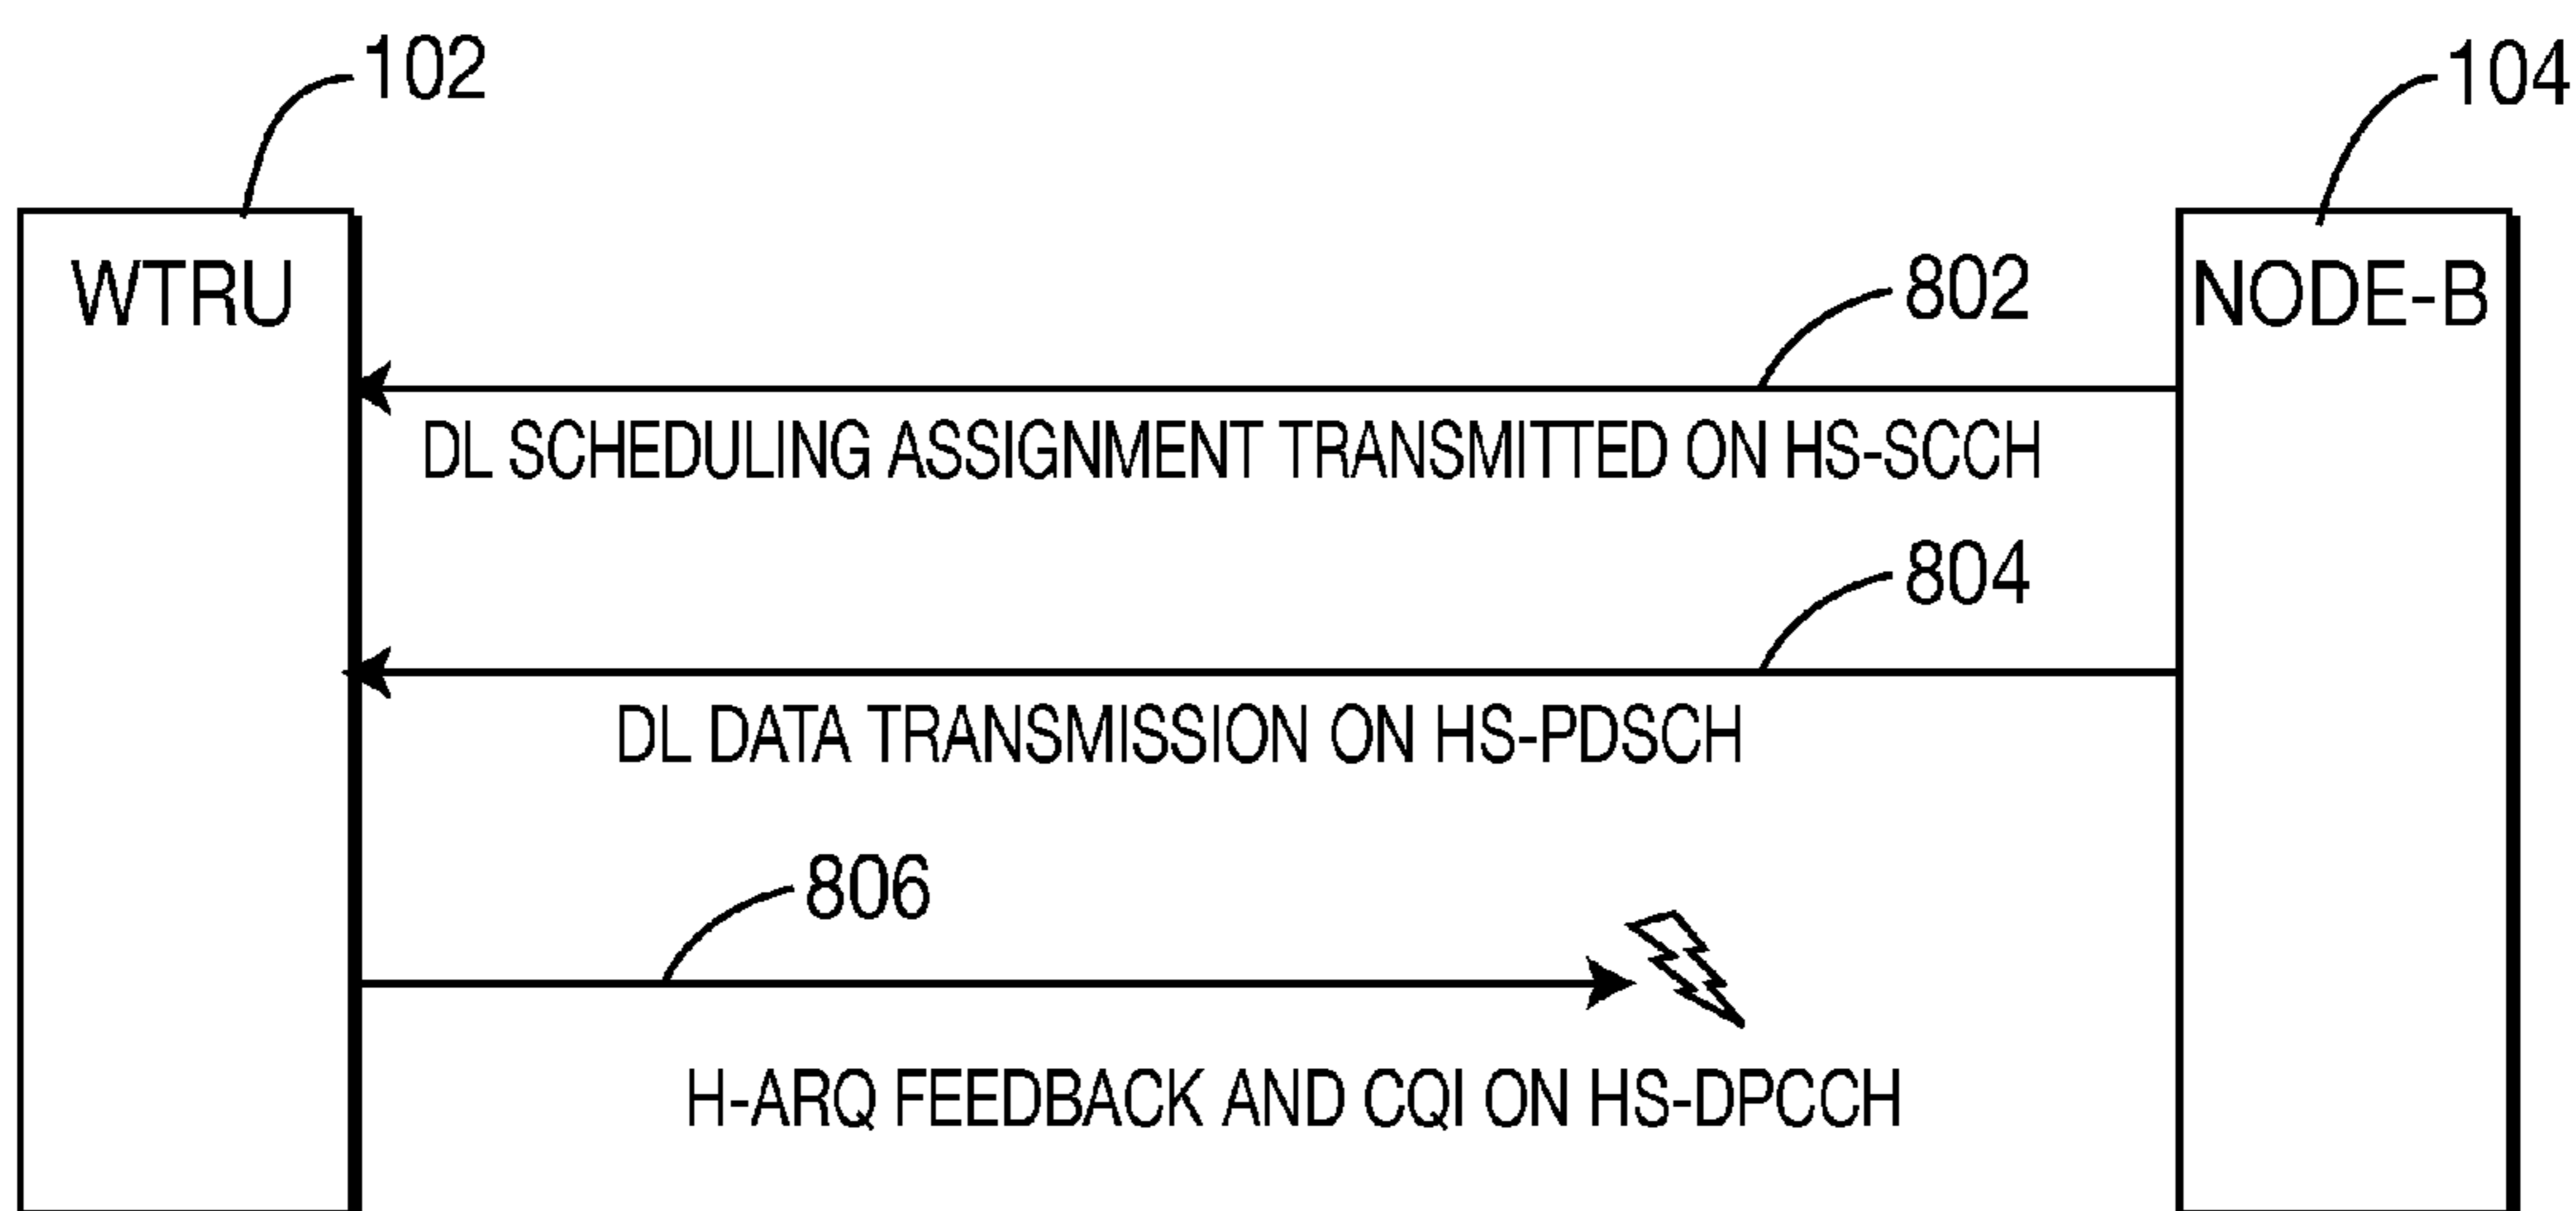 102
104
WTRU
NODE-B
802
DL SCHEDULING ASSIGNMENT TRANSMITTED ON HS-SCCH
804
DL DATA TRANSMISSION ON HS-PDSCH
806
H-ARQ FEEDBACK AND CQI ON HS-DPCCH